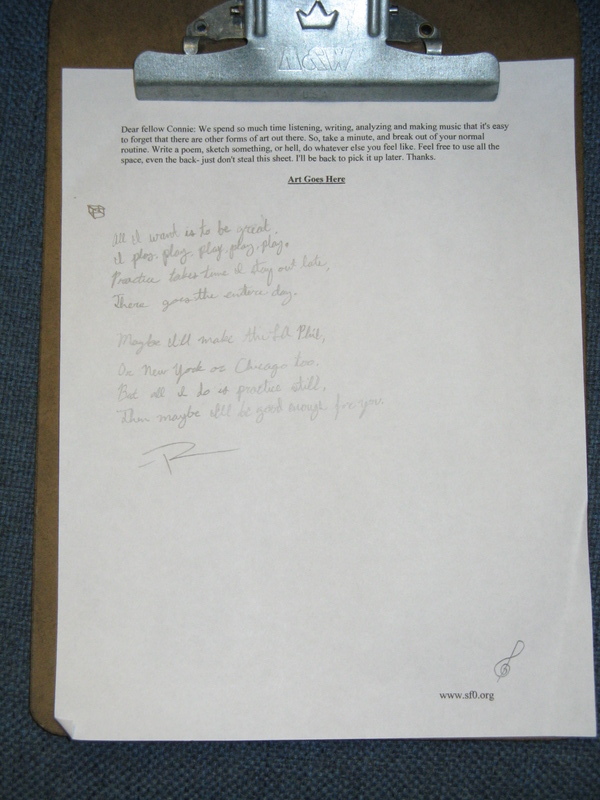 M&W
Dear fellow Connie: We spend so much time listening, writing, analyzing and making music that it's easy
to forget that there are other forms of art out there. So, take a minute, and break out of your normal
routine. Write a poem, sketch something, or hell, do whatever else you feel like. Feel free to use all the
space, even the back- just don't steal this sheet. I'll be back to pick it up later. Thanks.
Art Goes Here
All I want is to be great.
I play, play, play, play, play.
Practice takes time I stay out late,
There goes the entire day.
Maybe I'll make the LA Phil,
Or New York or Chicago too.
But all I do is practice still,
Then maybe I'll be good enough for you.
-R
www.sf0.org